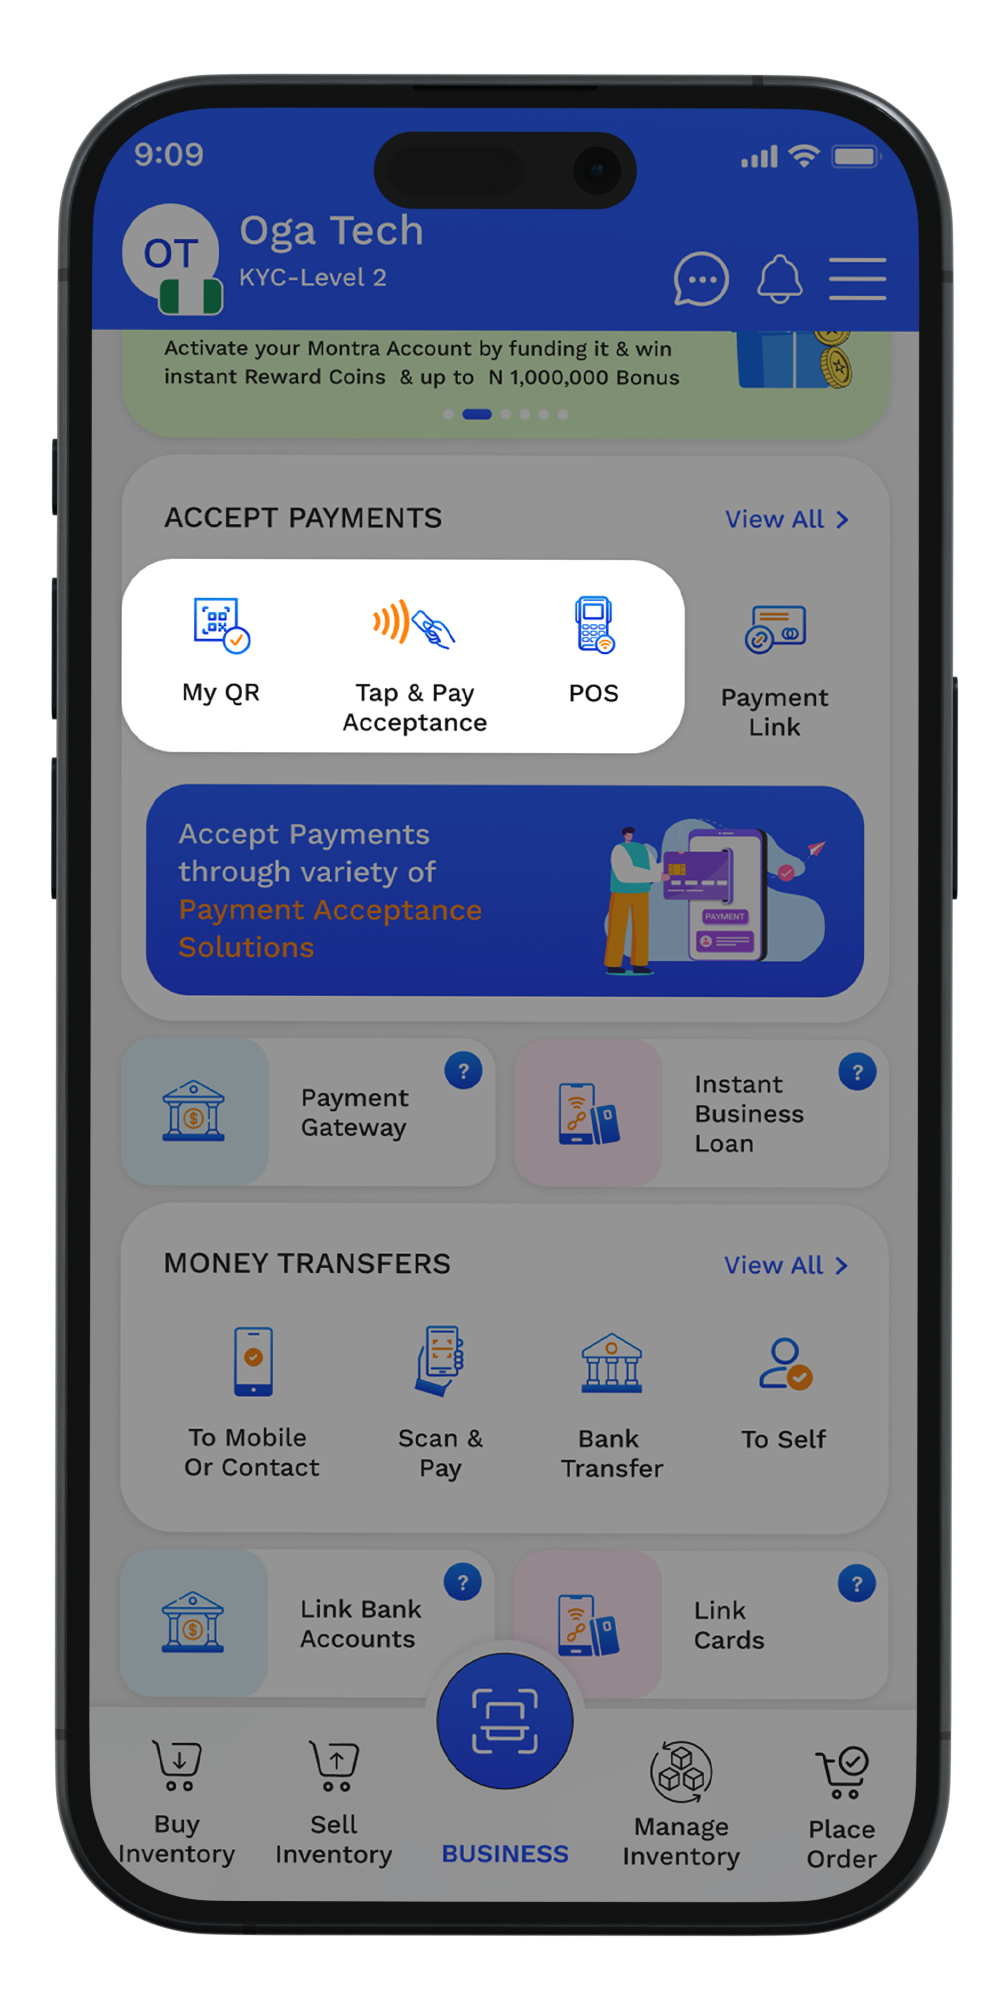 9:09
OT
Oga Tech
KYC-Level 2
Activate your Montra Account by funding it & win
instant Reward Coins & up to N 1,000,000 Bonus
ACCEPT PAYMENTS
View All >
My QR
Tap & Pay
Acceptance
POS
Payment
Link
Accept Payments
through variety of
Payment Acceptance
Solutions
PAYMENT
Payment
Gateway
?
Instant
Business
Loan
?
MONEY TRANSFERS
View All >
To Mobile
Or Contact
Scan &
Pay
Bank
Transfer
To Self
Link Bank
Accounts
?
Link
Cards
?
Buy
Inventory
Sell
Inventory
BUSINESS
Manage
Inventory
Place
Order